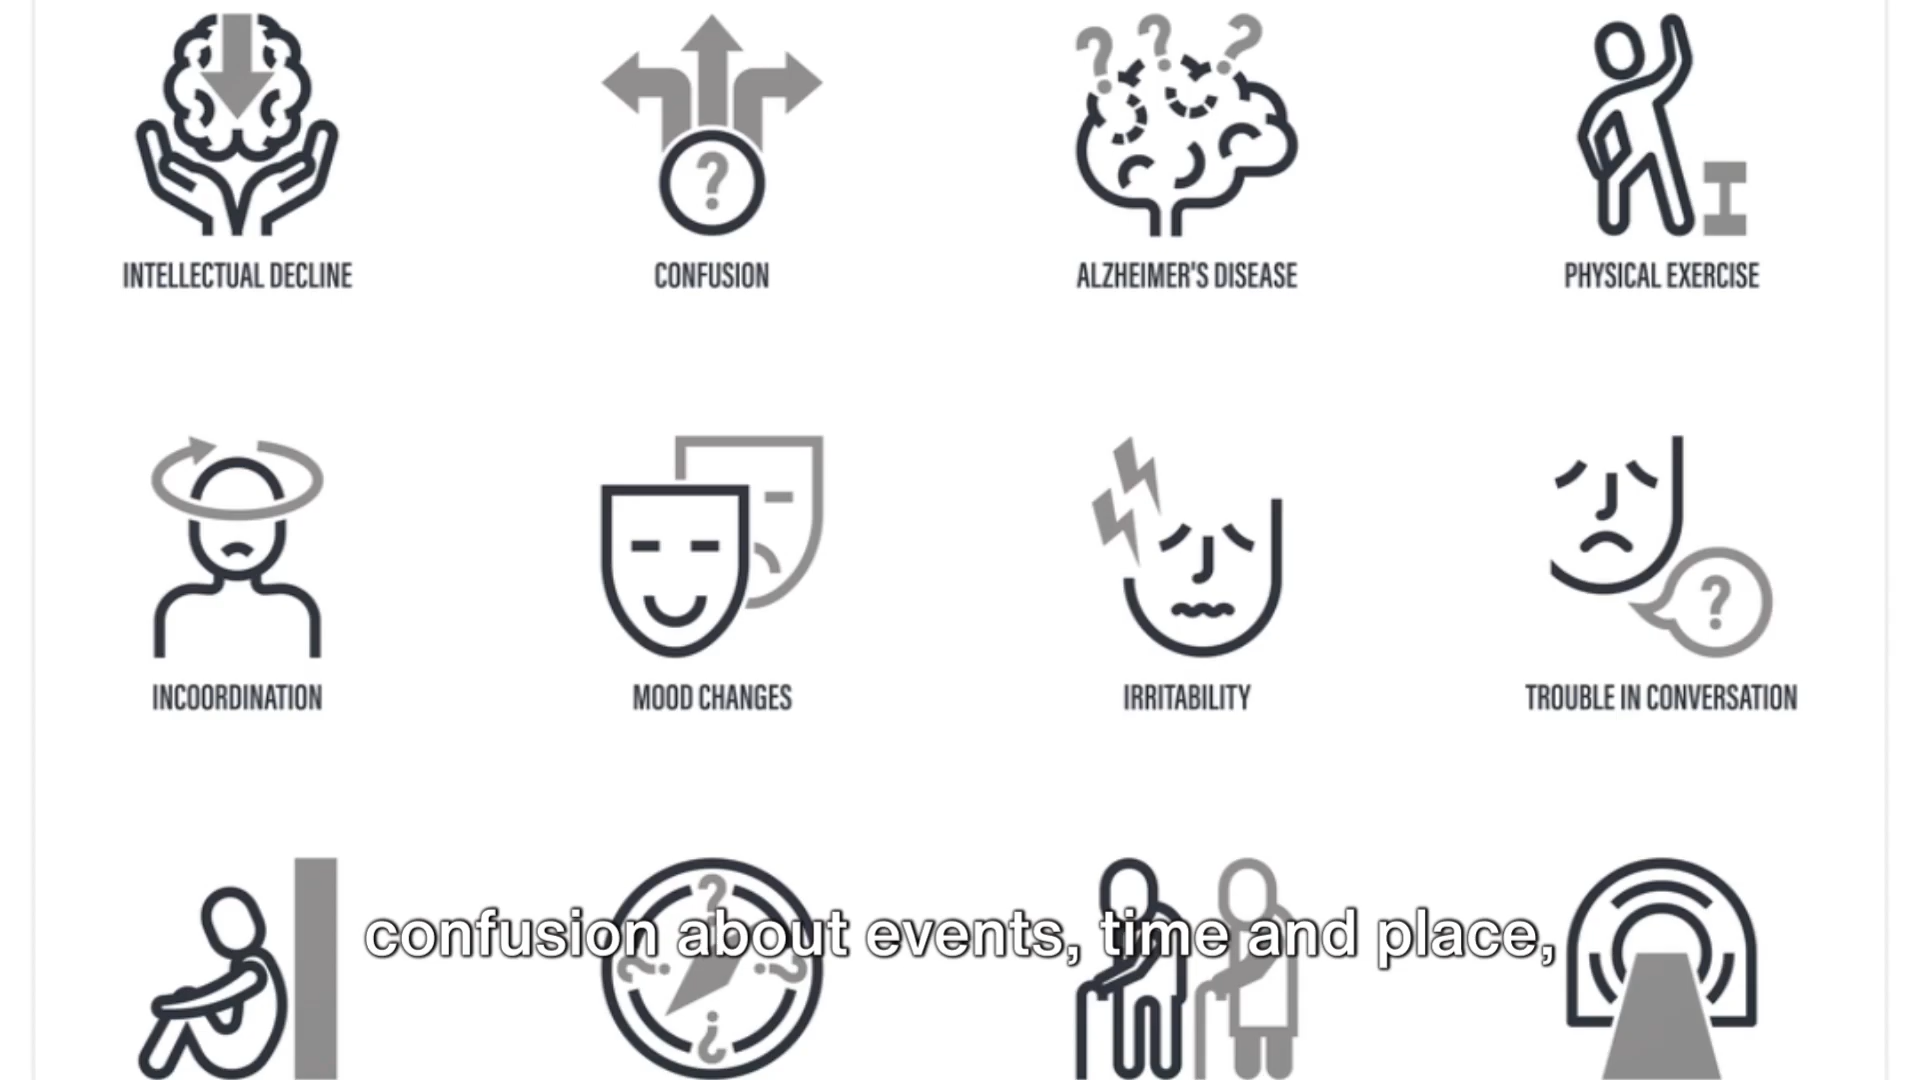 INTELLECTUAL DECLINE
CONFUSION
ALZHEIMER'S DISEASE
PHYSICAL EXERCISE
INCOORDINATION
MOOD CHANGES
IRRITABILITY
TROUBLE IN CONVERSATION
confusion about events, time and place,